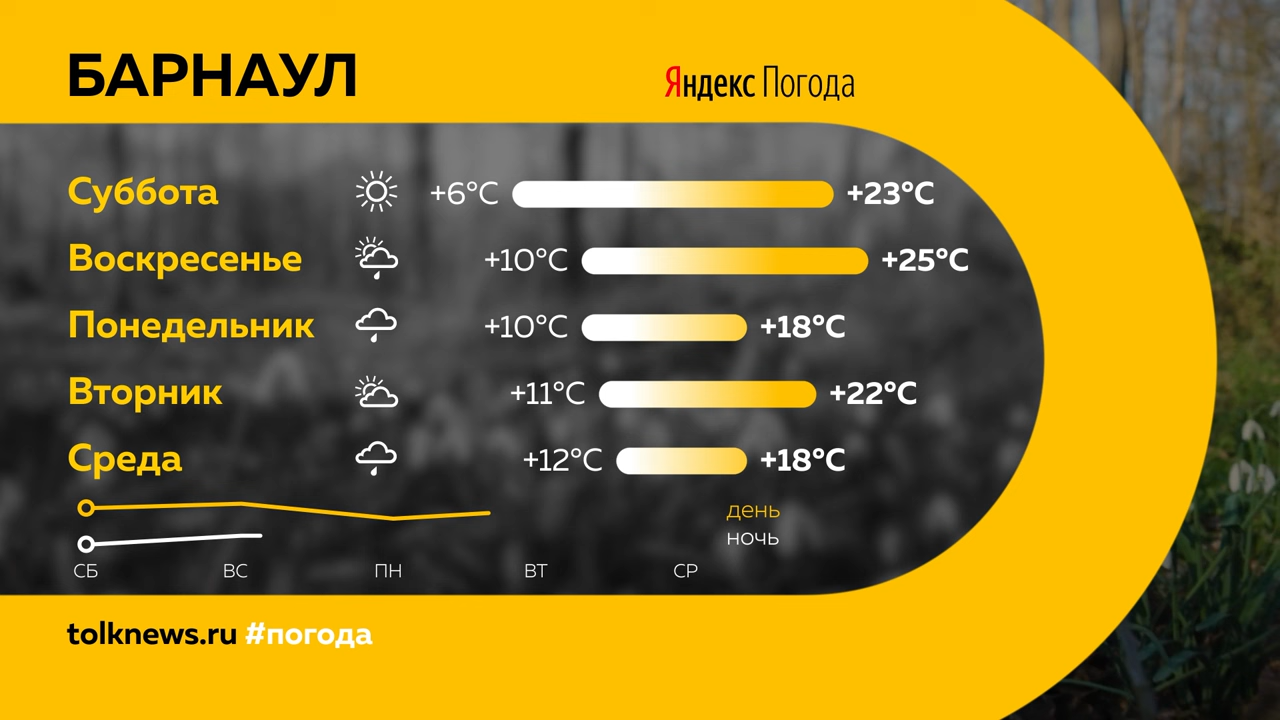 БАРНАУЛ
Яндекс Погода
Суббота +6°C +23°C
Воскресенье +10°C +25°C
Понедельник +10°C +18°C
Вторник +11°C +22°C
Среда +12°C +18°C
день
ночь
СБ ВС ПН ВТ СР
tolknews.ru #погода